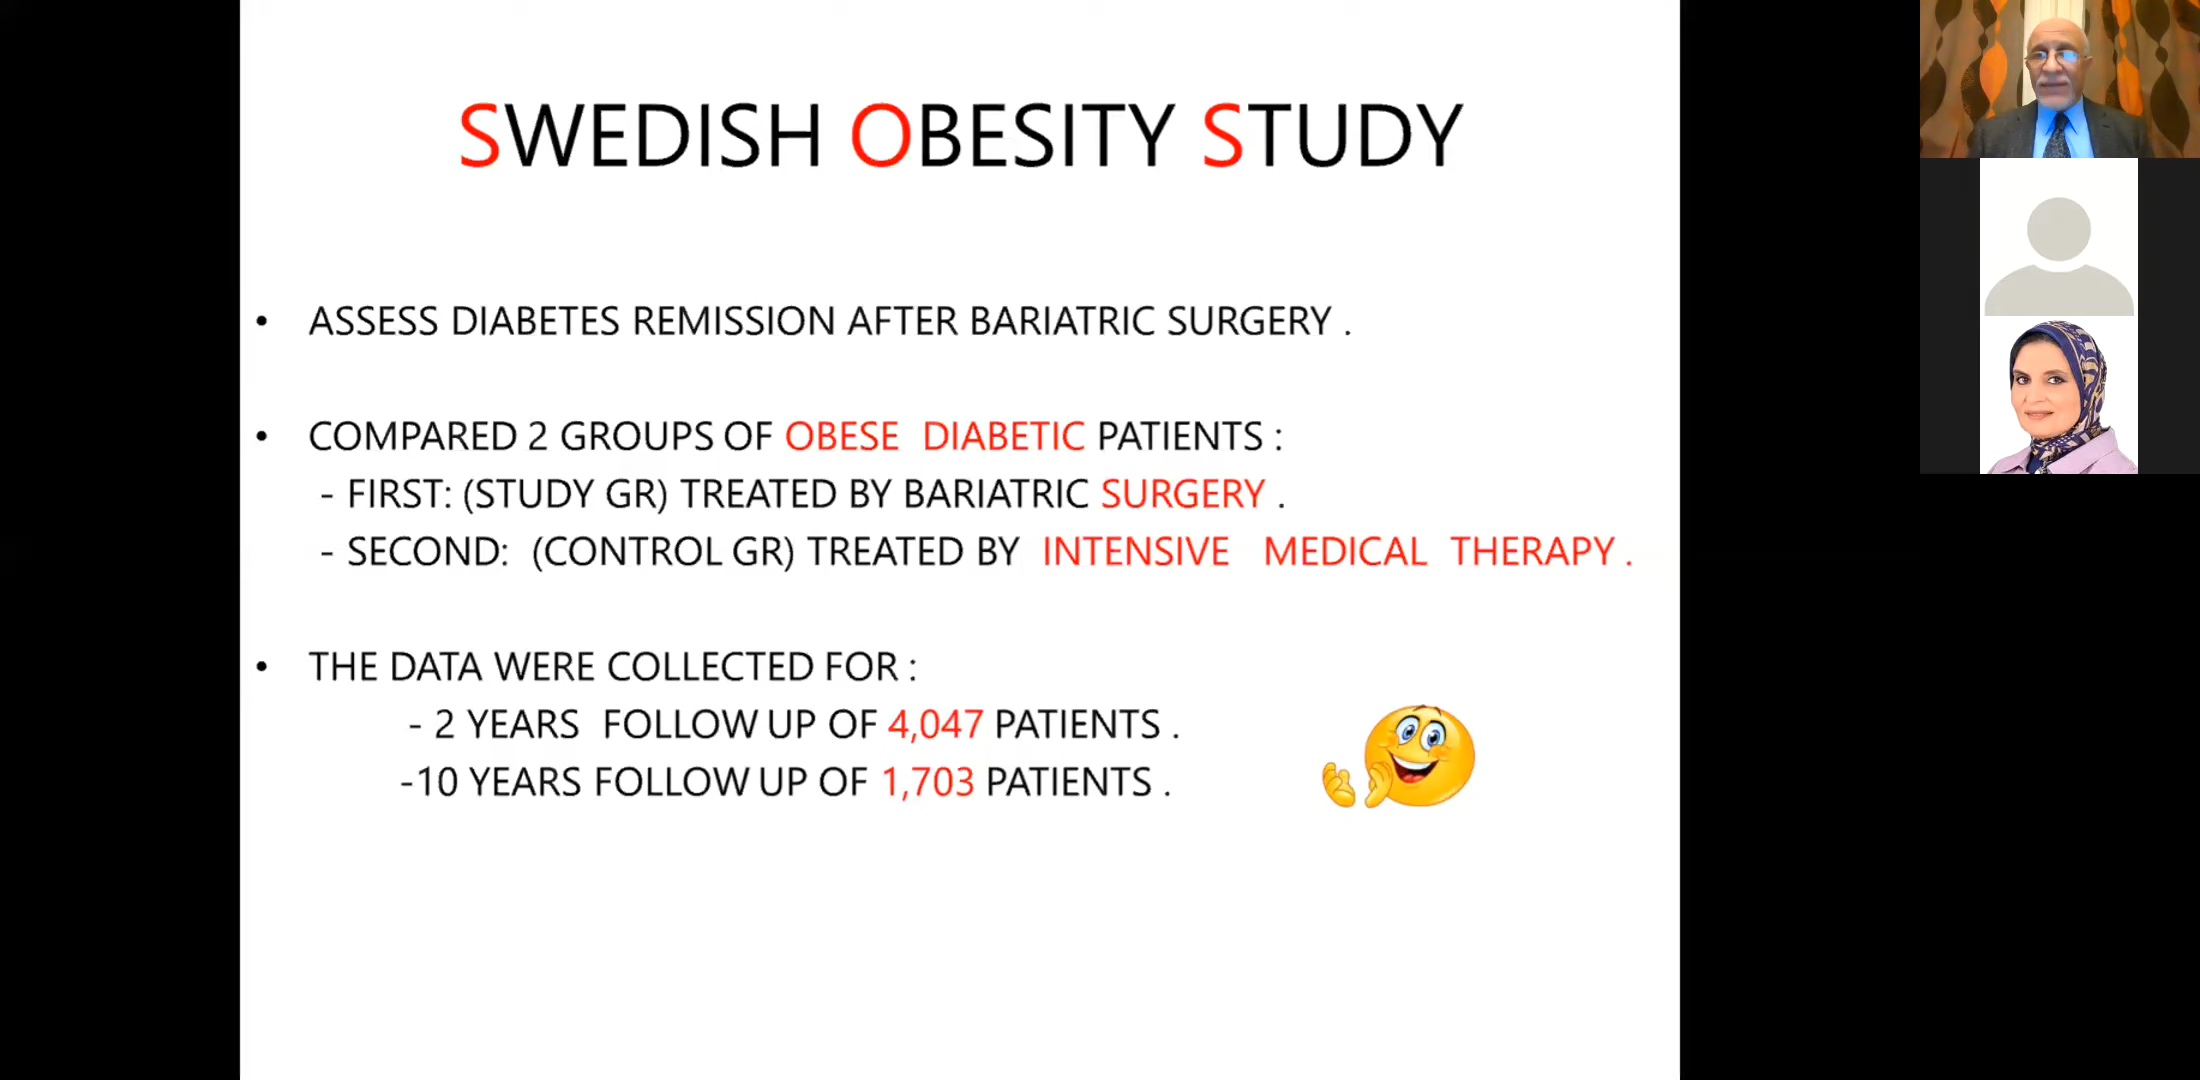 SWEDISH OBESITY STUDY
• ASSESS DIABETES REMISSION AFTER BARIATRIC SURGERY .
• COMPARED 2 GROUPS OF OBESE DIABETIC PATIENTS :
- FIRST: (STUDY GR) TREATED BY BARIATRIC SURGERY .
- SECOND: (CONTROL GR) TREATED BY INTENSIVE MEDICAL THERAPY .
• THE DATA WERE COLLECTED FOR :
- 2 YEARS FOLLOW UP OF 4,047 PATIENTS .
-10 YEARS FOLLOW UP OF 1,703 PATIENTS .